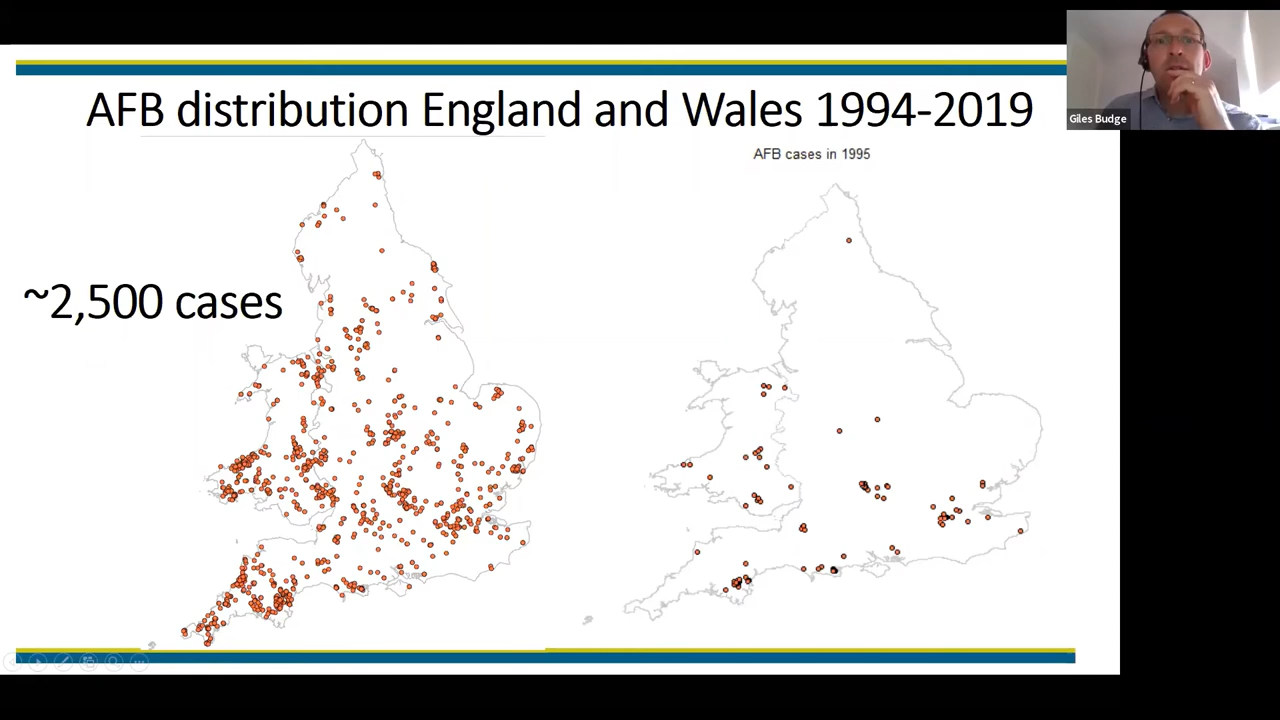 AFB distribution England and Wales 1994-2019
AFB cases in 1995
~2,500 cases
Giles Budge